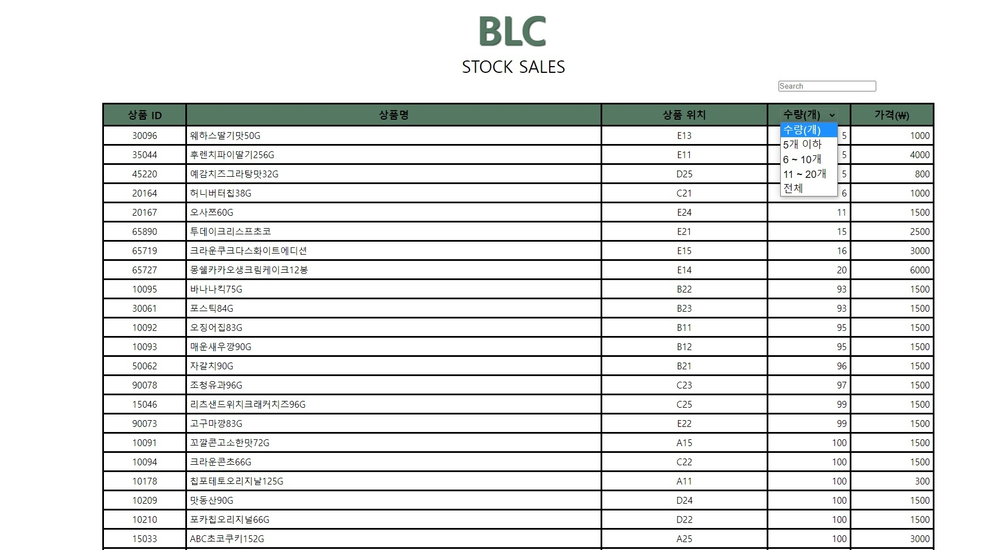 BLC
STOCK SALES
Search
상품 ID 상품명 상품 위치 수량(개) 가격(₩)
수량(개)
5개 이하
6 ~ 10개
11 ~ 20개
전체
30096 웨하스딸기맛50G E13 5 1000
35044 후렌치파이딸기256G E11 5 4000
45220 예감치즈그라탕맛32G D25 5 800
20164 허니버터칩38G C21 6 1000
20167 오사쯔60G E24 11 1500
65890 투데이크리스프초코 E21 15 2500
65719 크라운쿠크다스화이트에디션 E15 16 3000
65727 몽쉘카카오생크림케이크12봉 E14 20 6000
10095 바나나킥75G B22 93 1500
30061 포스틱84G B23 93 1500
10092 오징어집83G B11 95 1500
10093 매운새우깡90G B12 95 1500
50062 자갈치90G B21 96 1500
90078 조청유과96G C23 97 1500
15046 리츠샌드위치크래커치즈96G C25 99 1500
90073 고구마깡83G E22 99 1500
10091 꼬깔콘고소한맛72G A15 100 1500
10094 크라운콘초66G C22 100 1500
10178 칩포테토오리지날125G A11 100 300
10209 맛동산90G D24 100 1500
10210 포카칩오리지널66G D22 100 1500
15033 ABC초코쿠키152G A25 100 3000